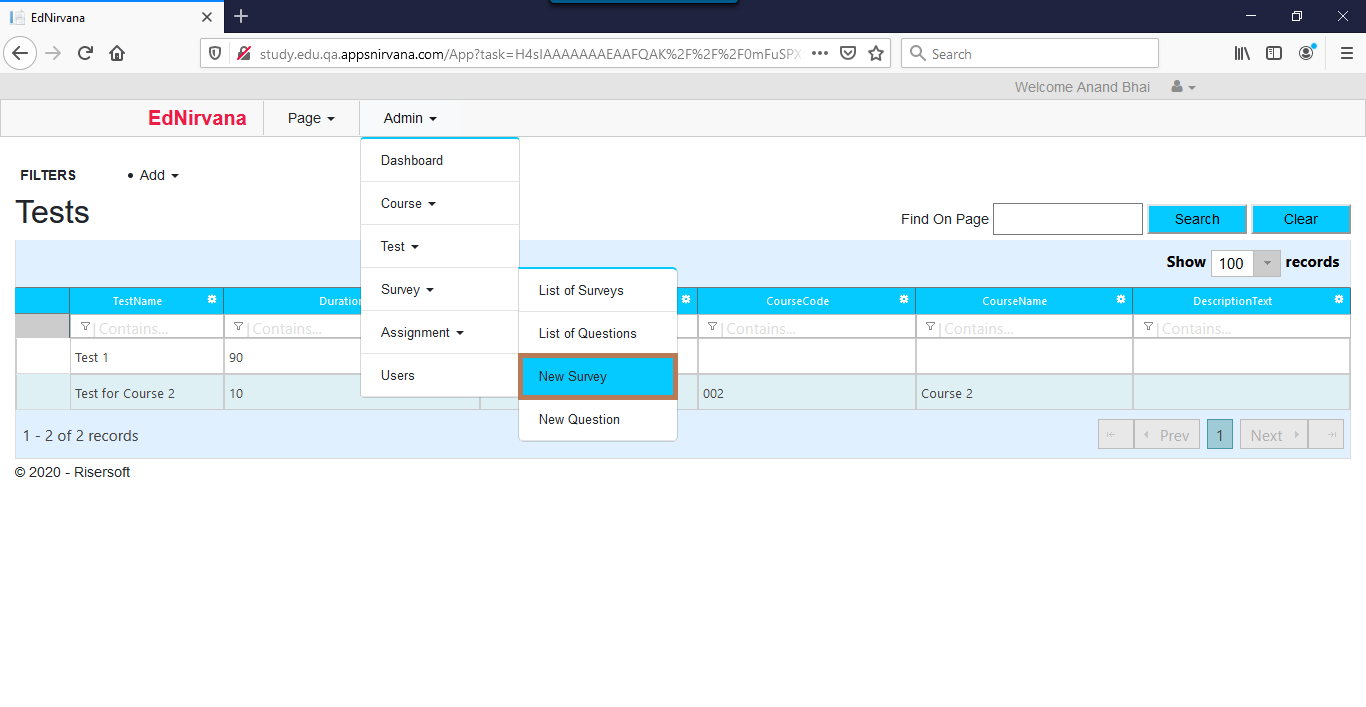 EdNirvana
study.edu.qa.appsnirvana.com/App?task=H4sIAAAAAAAEAAFQAK%2F%2F%2F0mFuSPX
Search
Welcome Anand Bhai
EdNirvana Page Admin
Dashboard
Course
Test
Survey
Assignment
Users
List of Surveys
List of Questions
New Survey
New Question
FILTERS • Add
Tests
Find On Page Search Clear
Show 100 records
TestName Duration CourseCode CourseName DescriptionText
Contains... Contains... Contains... Contains... Contains...
Test 1 90
Test for Course 2 10 002 Course 2
1 - 2 of 2 records Prev 1 Next
© 2020 - Risersoft